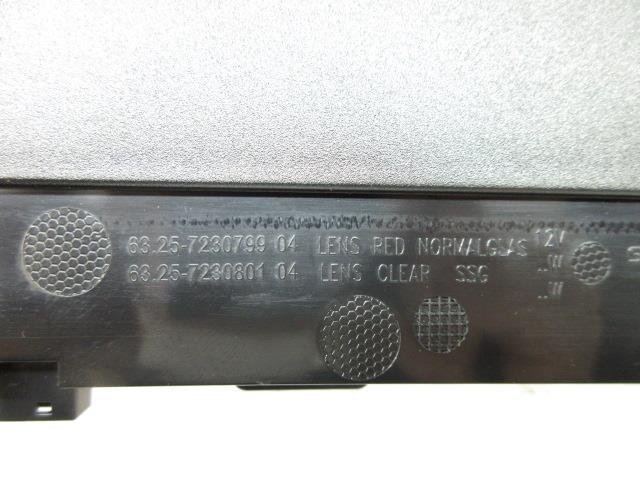 63.25-7230799 04 LENS RED NORMALGLAS 12V
63.25-7230801 04 LENS CLEAR SSG ..W
..W